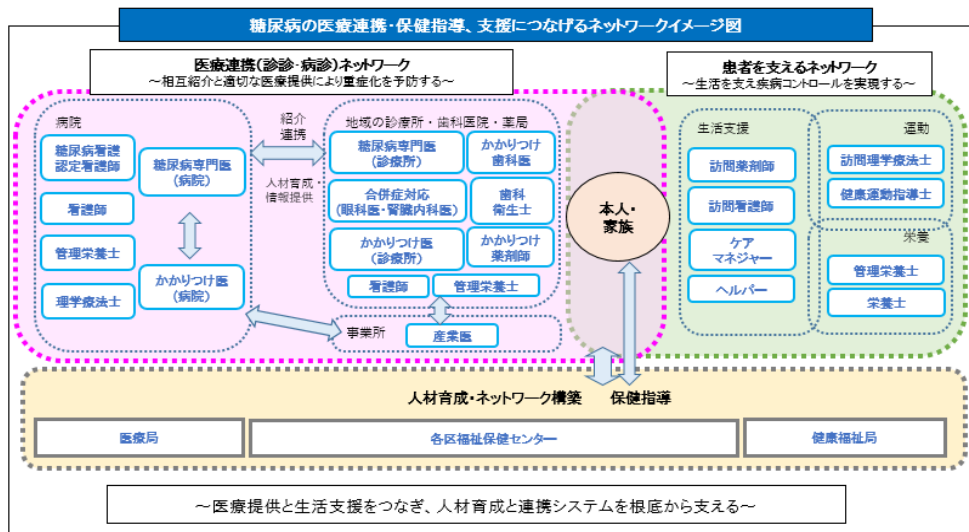 糖尿病の医療連携・保健指導、支援につなげるネットワークイメージ図
医療連携(診診・病診)ネットワーク
～相互紹介と適切な医療提供により重症化を予防する～
患者を支えるネットワーク
～生活を支え疾病コントロールを実現する～
病院
糖尿病看護
認定看護師
看護師
管理栄養士
理学療法士
糖尿病専門医
(病院)
かかりつけ医
(病院)
紹介
連携
人材育成・
情報提供
地域の診療所・歯科医院・薬局
糖尿病専門医
(診療所)
かかりつけ
歯科医
合併症対応
(眼科医・腎臓内科医)
歯科
衛生士
かかりつけ医
(診療所)
かかりつけ
薬剤師
看護師
管理栄養士
事業所
産業医
本人・
家族
生活支援
訪問薬剤師
訪問看護師
ケア
マネジャー
ヘルパー
運動
訪問理学療法士
健康運動指導士
栄養
管理栄養士
栄養士
人材育成・ネットワーク構築
保健指導
医療局
各区福祉保健センター
健康福祉局
～医療提供と生活支援をつなぎ、人材育成と連携システムを根底から支える～